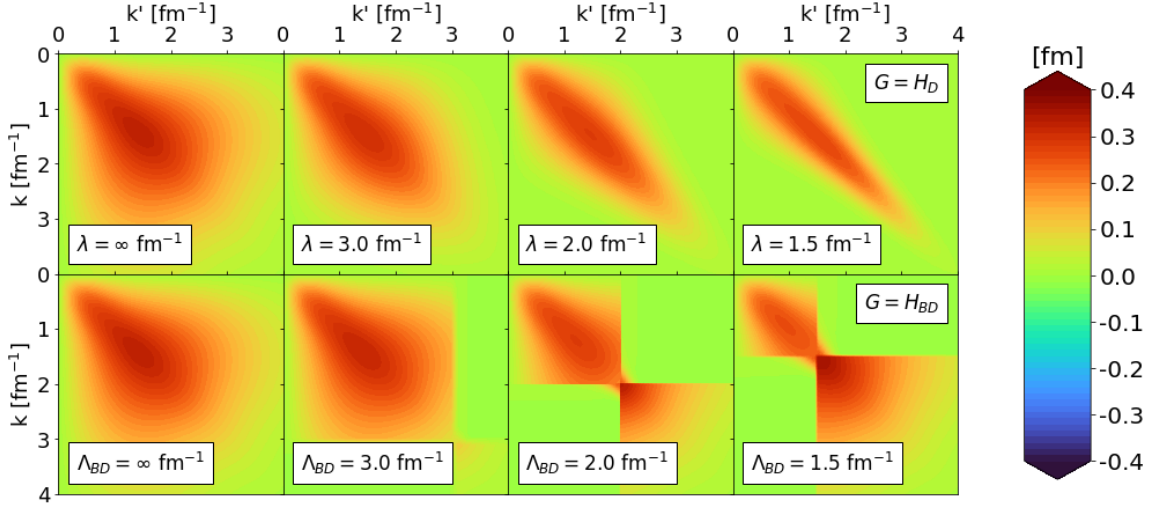 k' [fm⁻¹] k' [fm⁻¹] k' [fm⁻¹] k' [fm⁻¹]
0 1 2 3 0 1 2 3 0 1 2 3 0 1 2 3 4
[fm]
0
k [fm⁻¹]
1
2
3
G = H_D
λ = ∞ fm⁻¹
λ = 3.0 fm⁻¹
λ = 2.0 fm⁻¹
λ = 1.5 fm⁻¹
0
k [fm⁻¹]
1
2
3
4
G = H_BD
Λ_BD = ∞ fm⁻¹
Λ_BD = 3.0 fm⁻¹
Λ_BD = 2.0 fm⁻¹
Λ_BD = 1.5 fm⁻¹
0.4
0.3
0.2
0.1
0.0
-0.1
-0.2
-0.3
-0.4